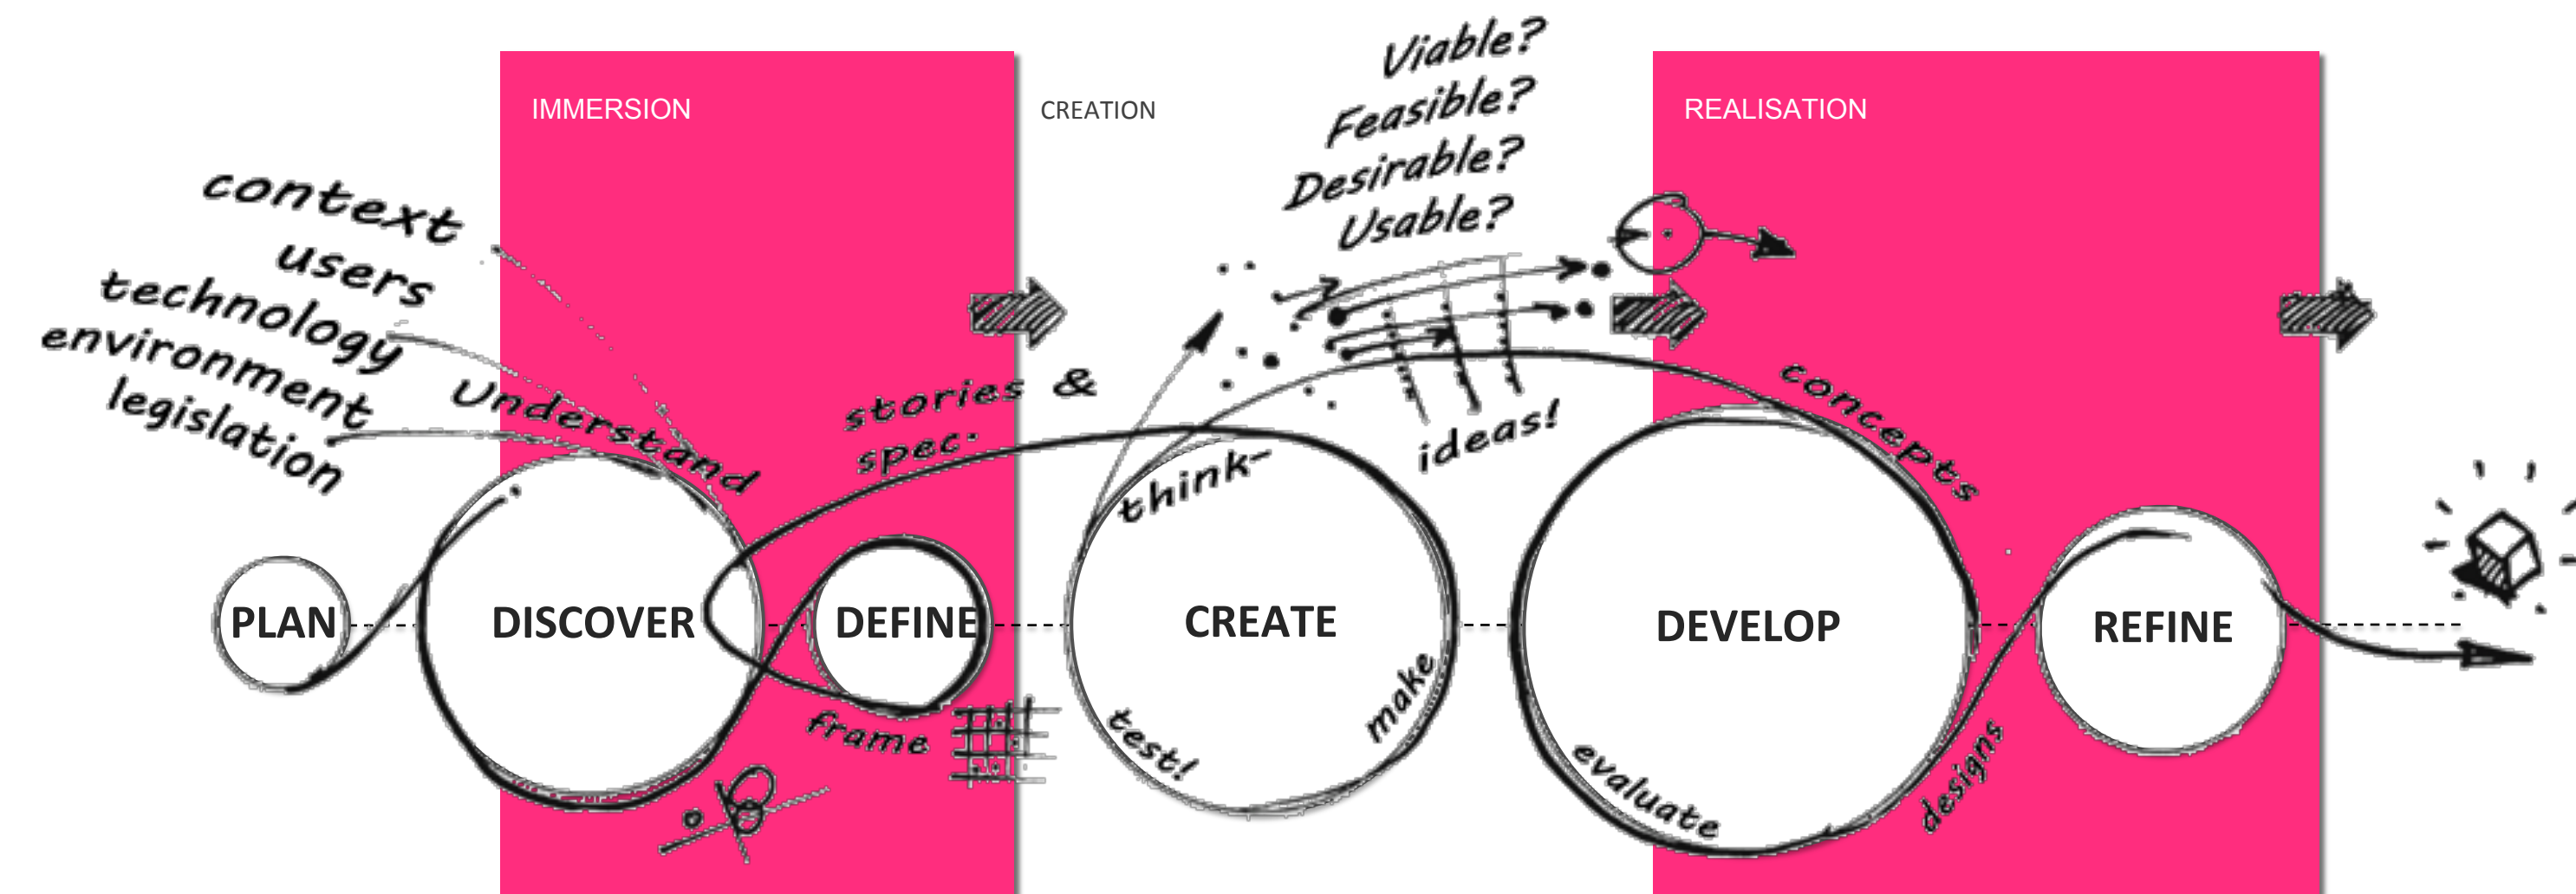 IMMERSION
CREATION
REALISATION
Viable?
Feasible?
Desirable?
Usable?
context
users
technology
environment
legislation
Understand
stories &
spec.
think-
ideas!
concepts
PLAN
DISCOVER
DEFINE
CREATE
DEVELOP
REFINE
frame
test!
make
evaluate
designs